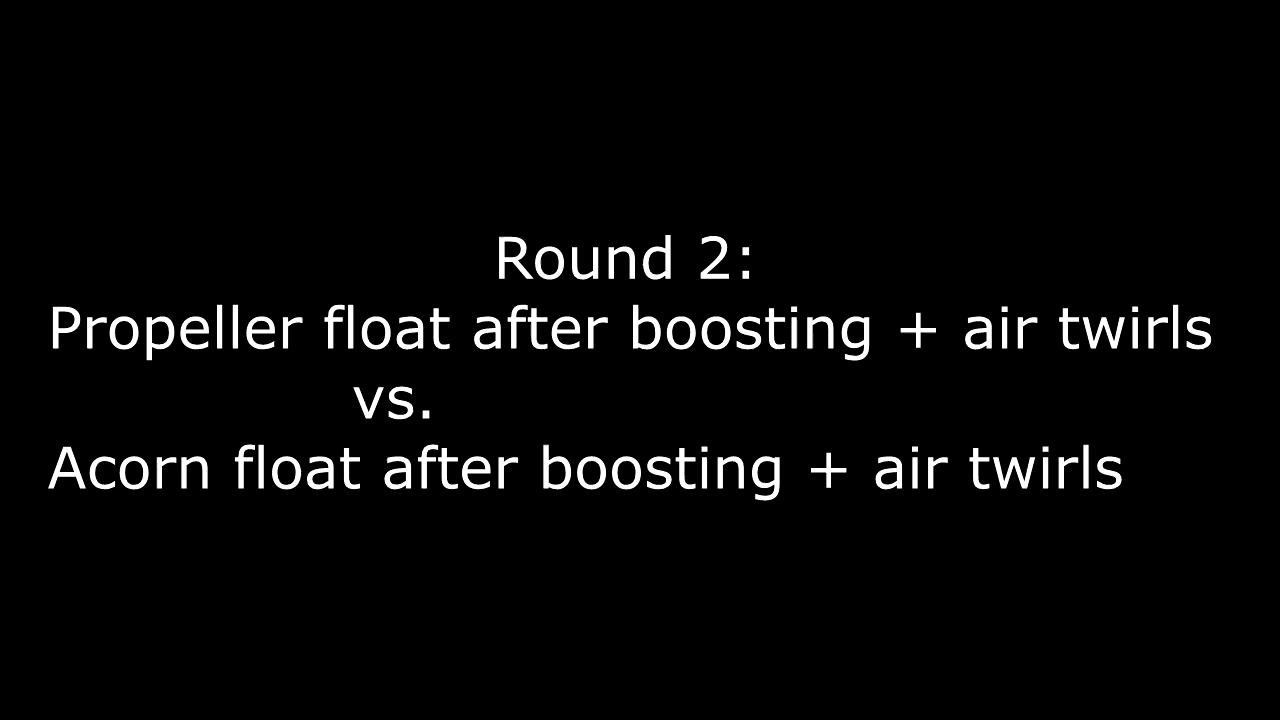 Round 2:
Propeller float after boosting + air twirls
vs.
Acorn float after boosting + air twirls